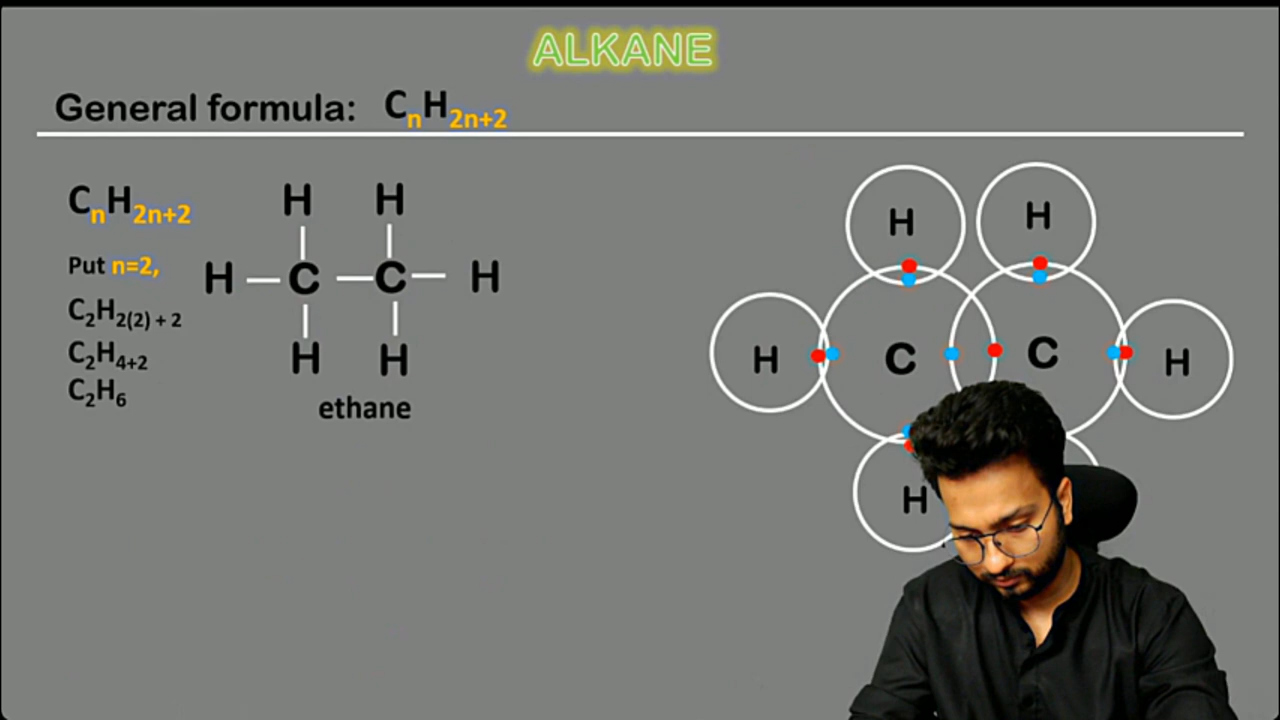 ALKANE
General formula: CₙH₂ₙ₊₂
CₙH₂ₙ₊₂
Put n=2,
C₂H₂₍₂₎ ₊ ₂
C₂H₄₊₂
C₂H₆
H H
H C C H
H H
ethane
H H
H C C H
H